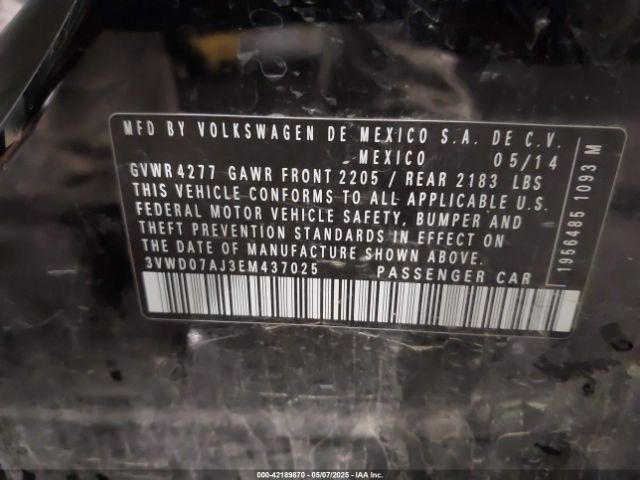 MFD BY VOLKSWAGEN DE MEXICO S.A. DE C.V.
- MEXICO 05/14
GVWR 4277 GAWR FRONT 2205 / REAR 2183 LBS
THIS VEHICLE CONFORMS TO ALL APPLICABLE U.S.
FEDERAL MOTOR VEHICLE SAFETY, BUMPER AND
THEFT PREVENTION STANDARDS IN EFFECT ON
THE DATE OF MANUFACTURE SHOWN ABOVE.
3VWD07AJ3EM437025 PASSENGER CAR
1956485 1093 M
000-42189870 - 05/07/2025 - IAA Inc.